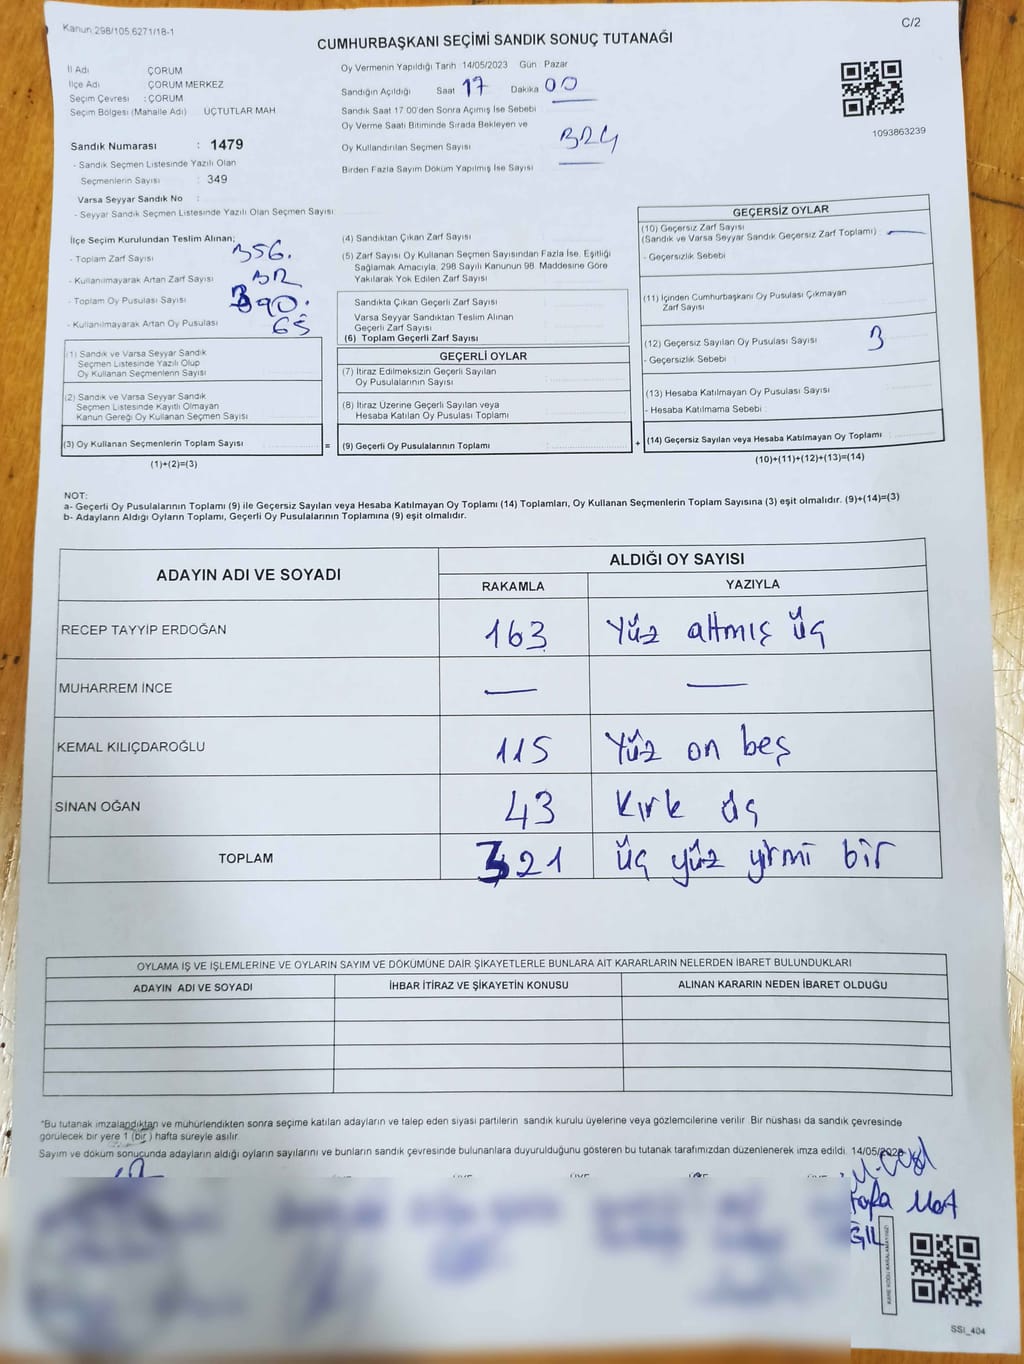 Kanun:298/105.6271/18-1
C/2
CUMHURBAŞKANI SEÇİMİ SANDIK SONUÇ TUTANAĞI
İl Adı ÇORUM
İlçe Adı ÇORUM MERKEZ
Seçim Çevresi : ÇORUM
Seçim Bölgesi (Mahalle Adı) ÜÇTUTLAR MAH
Sandık Numarası : 1479
- Sandık Seçmen Listesinde Yazılı Olan
Seçmenlerin Sayısı : 349
Varsa Seyyar Sandık No :
- Seyyar Sandık Seçmen Listesinde Yazılı Olan Seçmen Sayısı
Oy Vermenin Yapıldığı Tarih 14/05/2023 Gün Pazar
Sandığın Açıldığı Saat 17 Dakika 00
Sandık Saat 17 00'den Sonra Açımış İse Sebebi
Oy Verme Saati Bitiminde Sırada Bekleyen ve
Oy Kullandırılan Seçmen Sayısı 324
Birden Fazla Sayım Döküm Yapılmış İse Sayısı
1093863239
İlçe Seçim Kurulundan Teslim Alınan;
- Toplam Zarf Sayısı 356.
- Kullanılmayarak Artan Zarf Sayısı 32
- Toplam Oy Pusulası Sayısı 390.
- Kullanılmayarak Artan Oy Pusulası 65
(1) Sandık ve Varsa Seyyar Sandık
Seçmen Listesinde Yazılı Olup
Oy Kullanan Seçmenlerin Sayısı
(2) Sandık ve Varsa Seyyar Sandık
Seçmen Listesinde Kayıtlı Olmayan
Kanun Gereği Oy Kullanan Seçmen Sayısı
(3) Oy Kullanan Seçmenlerin Toplam Sayısı
(1)+(2)=(3)
(4) Sandıktan Çıkan Zarf Sayısı
(5) Zarf Sayısı Oy Kullanan Seçmen Sayısından Fazla İse, Eşitliği
Sağlamak Amacıyla, 298 Sayılı Kanunun 98. Maddesine Göre
Yakılarak Yok Edilen Zarf Sayısı
Sandıkta Çıkan Geçerli Zarf Sayısı
Varsa Seyyar Sandıktan Teslim Alınan
Geçerli Zarf Sayısı
(6) Toplam Geçerli Zarf Sayısı
GEÇERLİ OYLAR
(7) İtiraz Edilmeksizin Geçerli Sayılan
Oy Pusulalarının Sayısı
(8) İtiraz Üzerine Geçerli Sayılan veya
Hesaba Katılan Oy Pusulası Toplamı
=
(9) Geçerli Oy Pusulalarının Toplamı
+
GEÇERSİZ OYLAR
(10) Geçersiz Zarf Sayısı
(Sandık ve Varsa Seyyar Sandık Geçersiz Zarf Toplamı) : —
- Geçersizlik Sebebi
(11) İçinden Cumhurbaşkanı Oy Pusulası Çıkmayan
Zarf Sayısı
(12) Geçersiz Sayılan Oy Pusulası Sayısı 3
- Geçersizlik Sebebi :
(13) Hesaba Katılmayan Oy Pusulası Sayısı
- Hesaba Katılmama Sebebi :
(14) Geçersiz Sayılan veya Hesaba Katılmayan Oy Toplamı
(10)+(11)+(12)+(13)=(14)
NOT:
a- Geçerli Oy Pusulalarının Toplamı (9) ile Geçersiz Sayılan veya Hesaba Katılmayan Oy Toplamı (14) Toplamları, Oy Kullanan Seçmenlerin Toplam Sayısına (3) eşit olmalıdır. (9)+(14)=(3)
b- Adayların Aldığı Oyların Toplamı, Geçerli Oy Pusulalarının Toplamına (9) eşit olmalıdır.
ADAYIN ADI VE SOYADI
ALDIĞI OY SAYISI
RAKAMLA YAZIYLA
RECEP TAYYİP ERDOĞAN 163 Yüz altmış üç
MUHARREM İNCE — —
KEMAL KILIÇDAROĞLU 115 Yüz on beş
SİNAN OĞAN 43 Kırk üç
TOPLAM 321 üç yüz yirmi bir
OYLAMA İŞ VE İŞLEMLERİNE VE OYLARIN SAYIM VE DÖKÜMÜNE DAİR ŞİKAYETLERLE BUNLARA AİT KARARLARIN NELERDEN İBARET BULUNDUKLARI
ADAYIN ADI VE SOYADI İHBAR İTİRAZ VE ŞİKAYETİN KONUSU ALINAN KARARIN NEDEN İBARET OLDUĞU
*Bu tutanak imzalandıktan ve mühürlendikten sonra seçime katılan adayların ve talep eden siyasi partilerin sandık kurulu üyelerine veya gözlemcilerine verilir Bir nüshası da sandık çevresinde
görülecek bir yere 1 (bir) hafta süreyle asılır.
Sayım ve döküm sonucunda adayların aldığı oyların sayılarını ve bunların sandık çevresinde bulunanlara duyurulduğunu gösteren bu tutanak tarafımızdan düzenlenerek imza edildi. 14/05/2023
KARE KODU KARALAMAYINIZ!
SSI_404